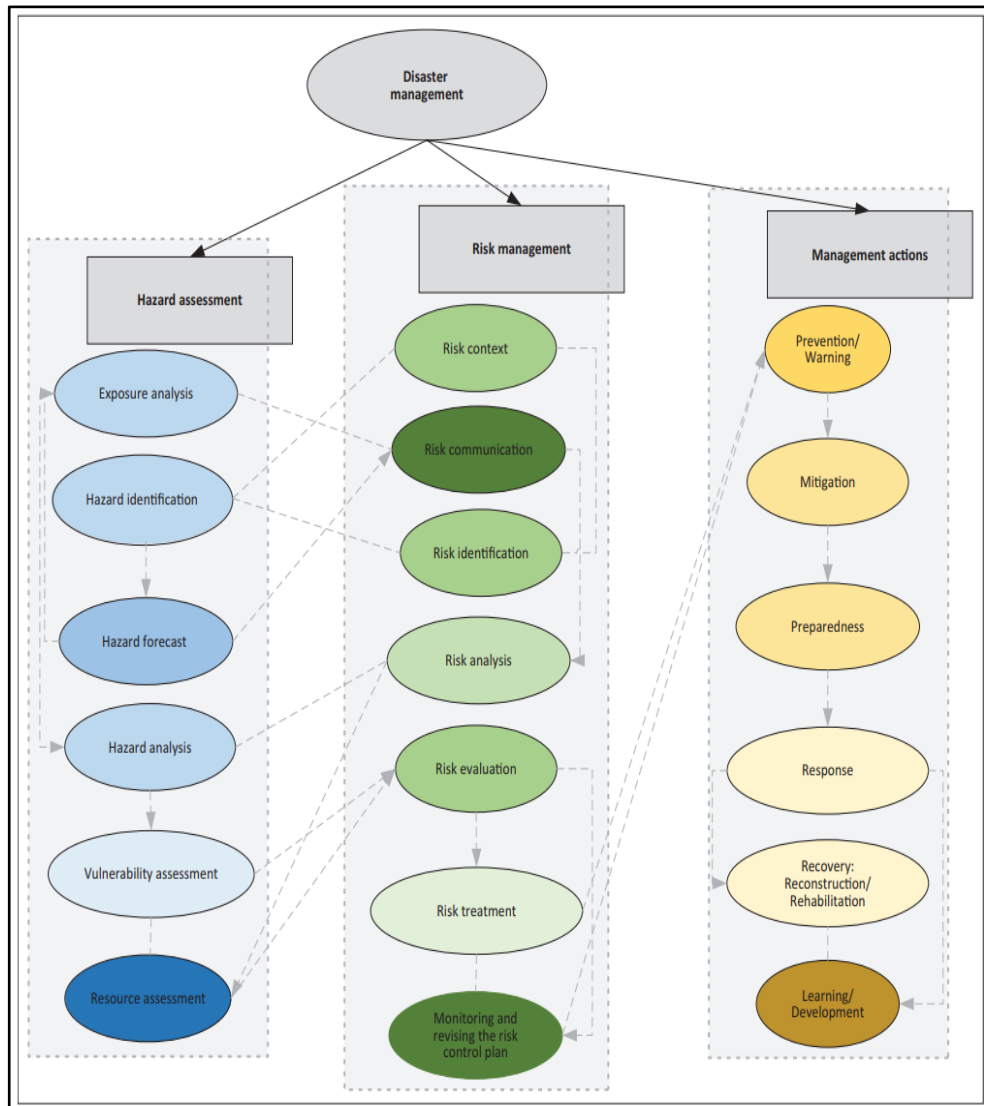 Disaster
management
Hazard assessment
Exposure analysis
Hazard identification
Hazard forecast
Hazard analysis
Vulnerability assessment
Resource assessment
Risk management
Risk context
Risk communication
Risk identification
Risk analysis
Risk evaluation
Risk treatment
Monitoring and
revising the risk
control plan
Management actions
Prevention/
Warning
Mitigation
Preparedness
Response
Recovery:
Reconstruction/
Rehabilitation
Learning/
Development